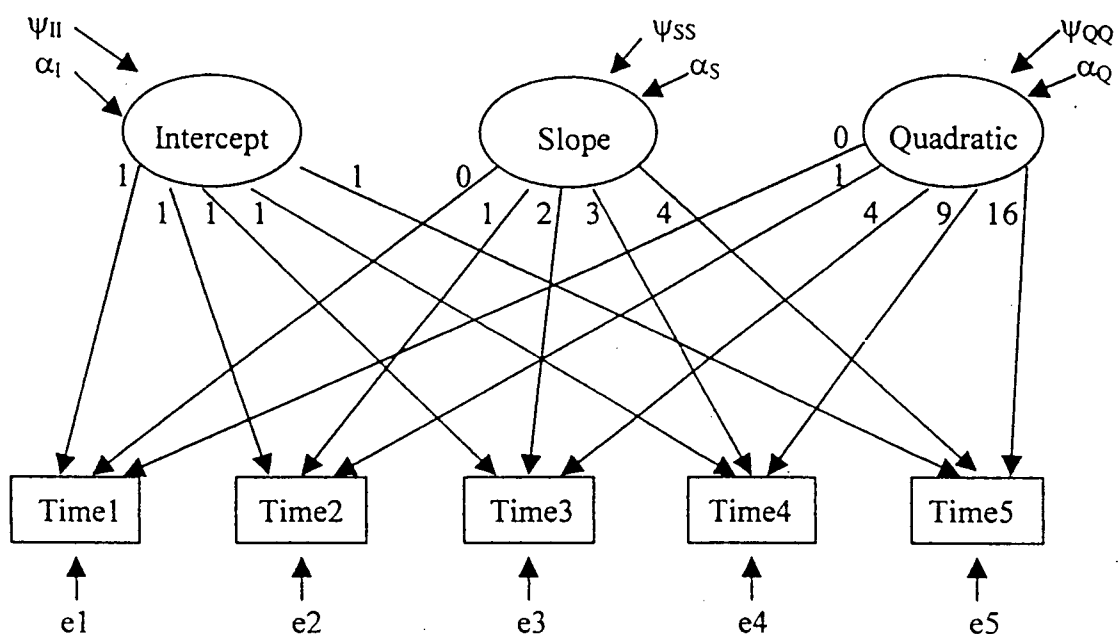 ψII ψSS ψQQ
αI αS αQ
Intercept Slope Quadratic
1 1 1 1 1 0 1 2 3 4 0 1 4 9 16
Time1 Time2 Time3 Time4 Time5
e1 e2 e3 e4 e5